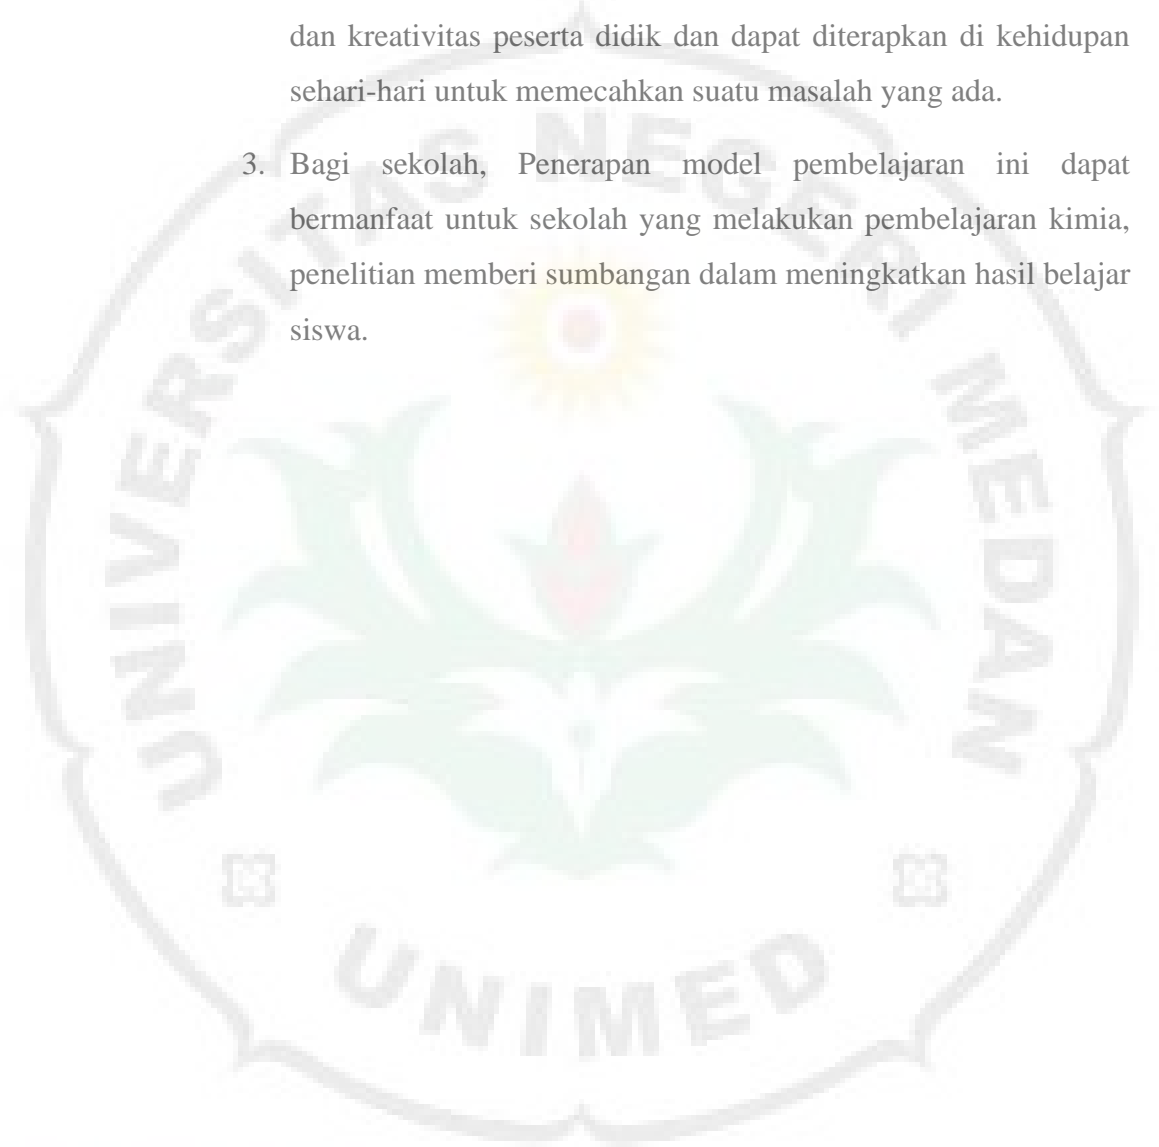 dan kreativitas peserta didik dan dapat diterapkan di kehidupan
sehari-hari untuk memecahkan suatu masalah yang ada.
3. Bagi sekolah, Penerapan model pembelajaran ini dapat
bermanfaat untuk sekolah yang melakukan pembelajaran kimia,
penelitian memberi sumbangan dalam meningkatkan hasil belajar
siswa.
UNIVERSITAS NEGERI MEDAN
UNIMED